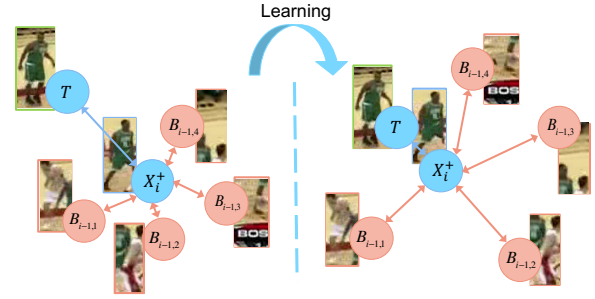 Learning
T
X_i^+
B_{i-1,4}
B_{i-1,3}
B_{i-1,1}
B_{i-1,2}
BOS
B_{i-1,4}
BOS
T
B_{i-1,3}
X_i^+
B_{i-1,1}
B_{i-1,2}